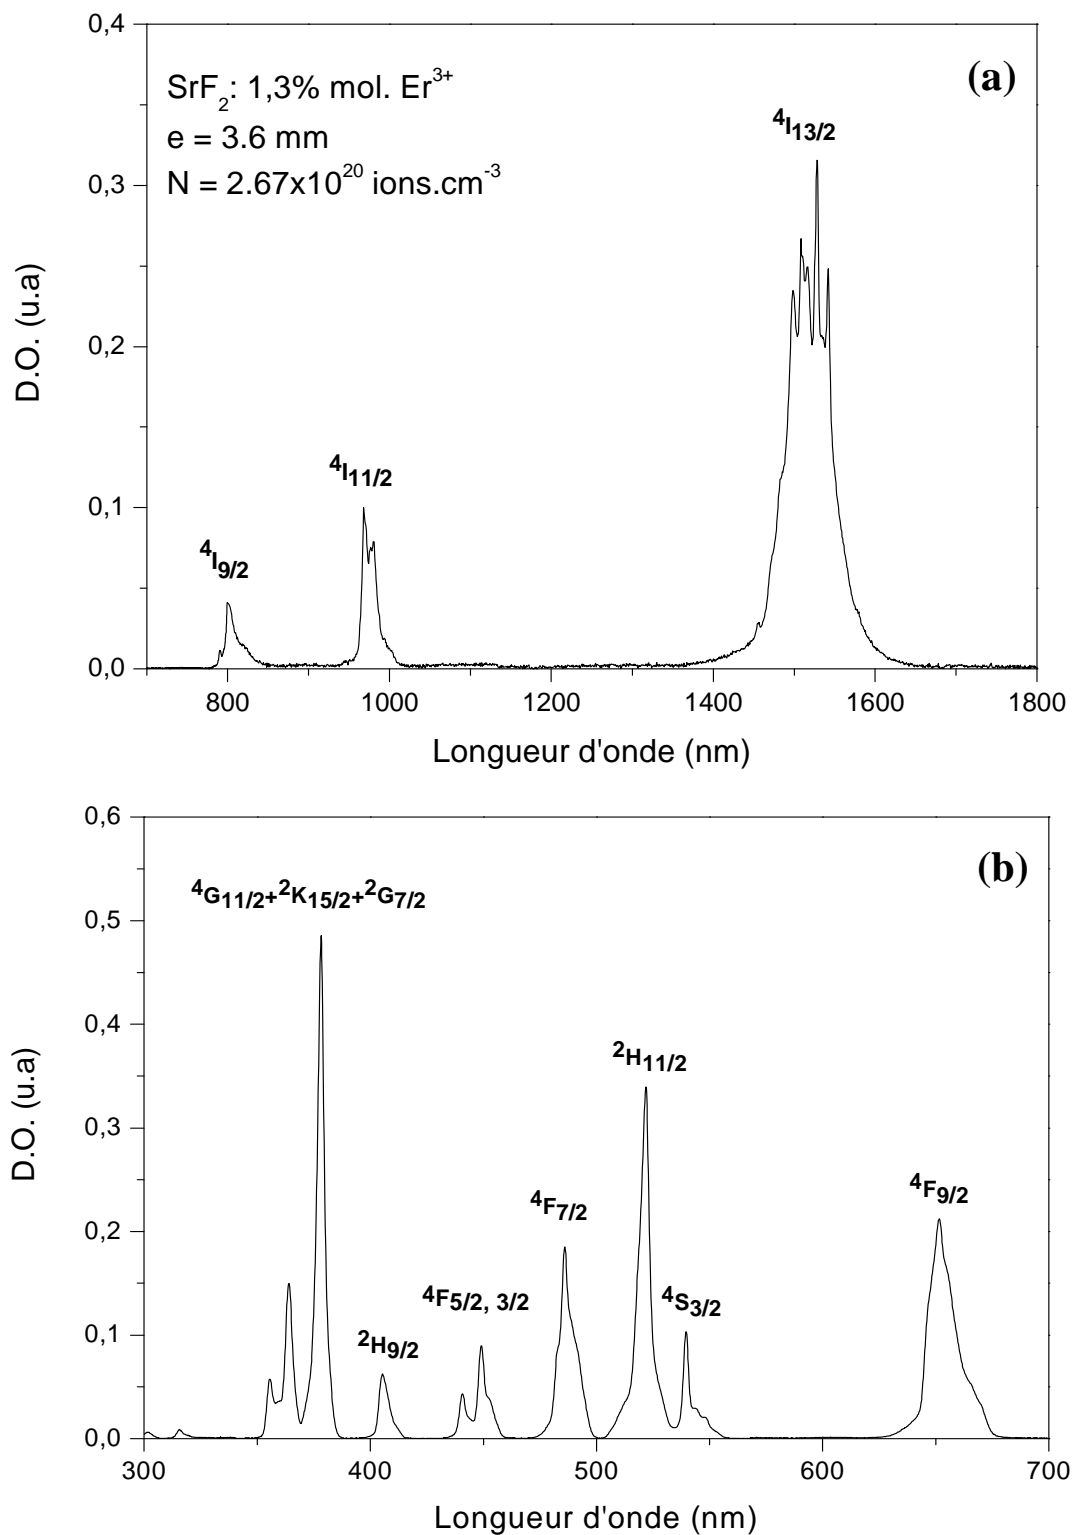 0,4
SrF₂: 1,3% mol. Er³⁺
e = 3.6 mm
N = 2.67x10²⁰ ions.cm⁻³
(a)
⁴I13/2
0,3
D.O. (u.a)
0,2
⁴I11/2
0,1
⁴I9/2
0,0
800 1000 1200 1400 1600 1800
Longueur d'onde (nm)
0,6
(b)
⁴G11/2+²K15/2+²G7/2
0,5
0,4
D.O. (u.a)
²H11/2
0,3
⁴F7/2
⁴F9/2
0,2
⁴F5/2, 3/2
⁴S3/2
²H9/2
0,1
0,0
300 400 500 600 700
Longueur d'onde (nm)